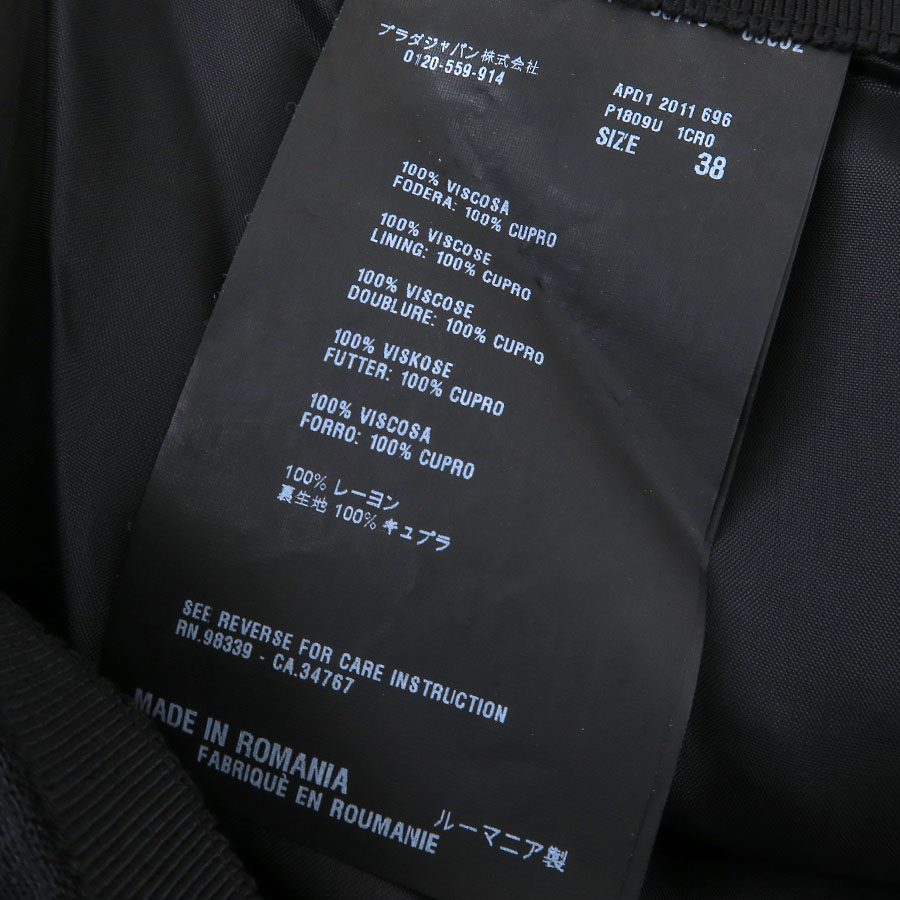 プラダジャパン株式会社
0120-559-914
APD1 2011 696
P1809U 1CR0
SIZE 38
100% VISCOSA
FODERA: 100% CUPRO
100% VISCOSE
LINING: 100% CUPRO
100% VISCOSE
DOUBLURE: 100% CUPRO
100% VISKOSE
FUTTER: 100% CUPRO
100% VISCOSA
FORRO: 100% CUPRO
100% レーヨン
裏生地 100% キュプラ
SEE REVERSE FOR CARE INSTRUCTION
RN.98339 - CA.34767
MADE IN ROMANIA
FABRIQUÈ EN ROUMANIE
ルーマニア製